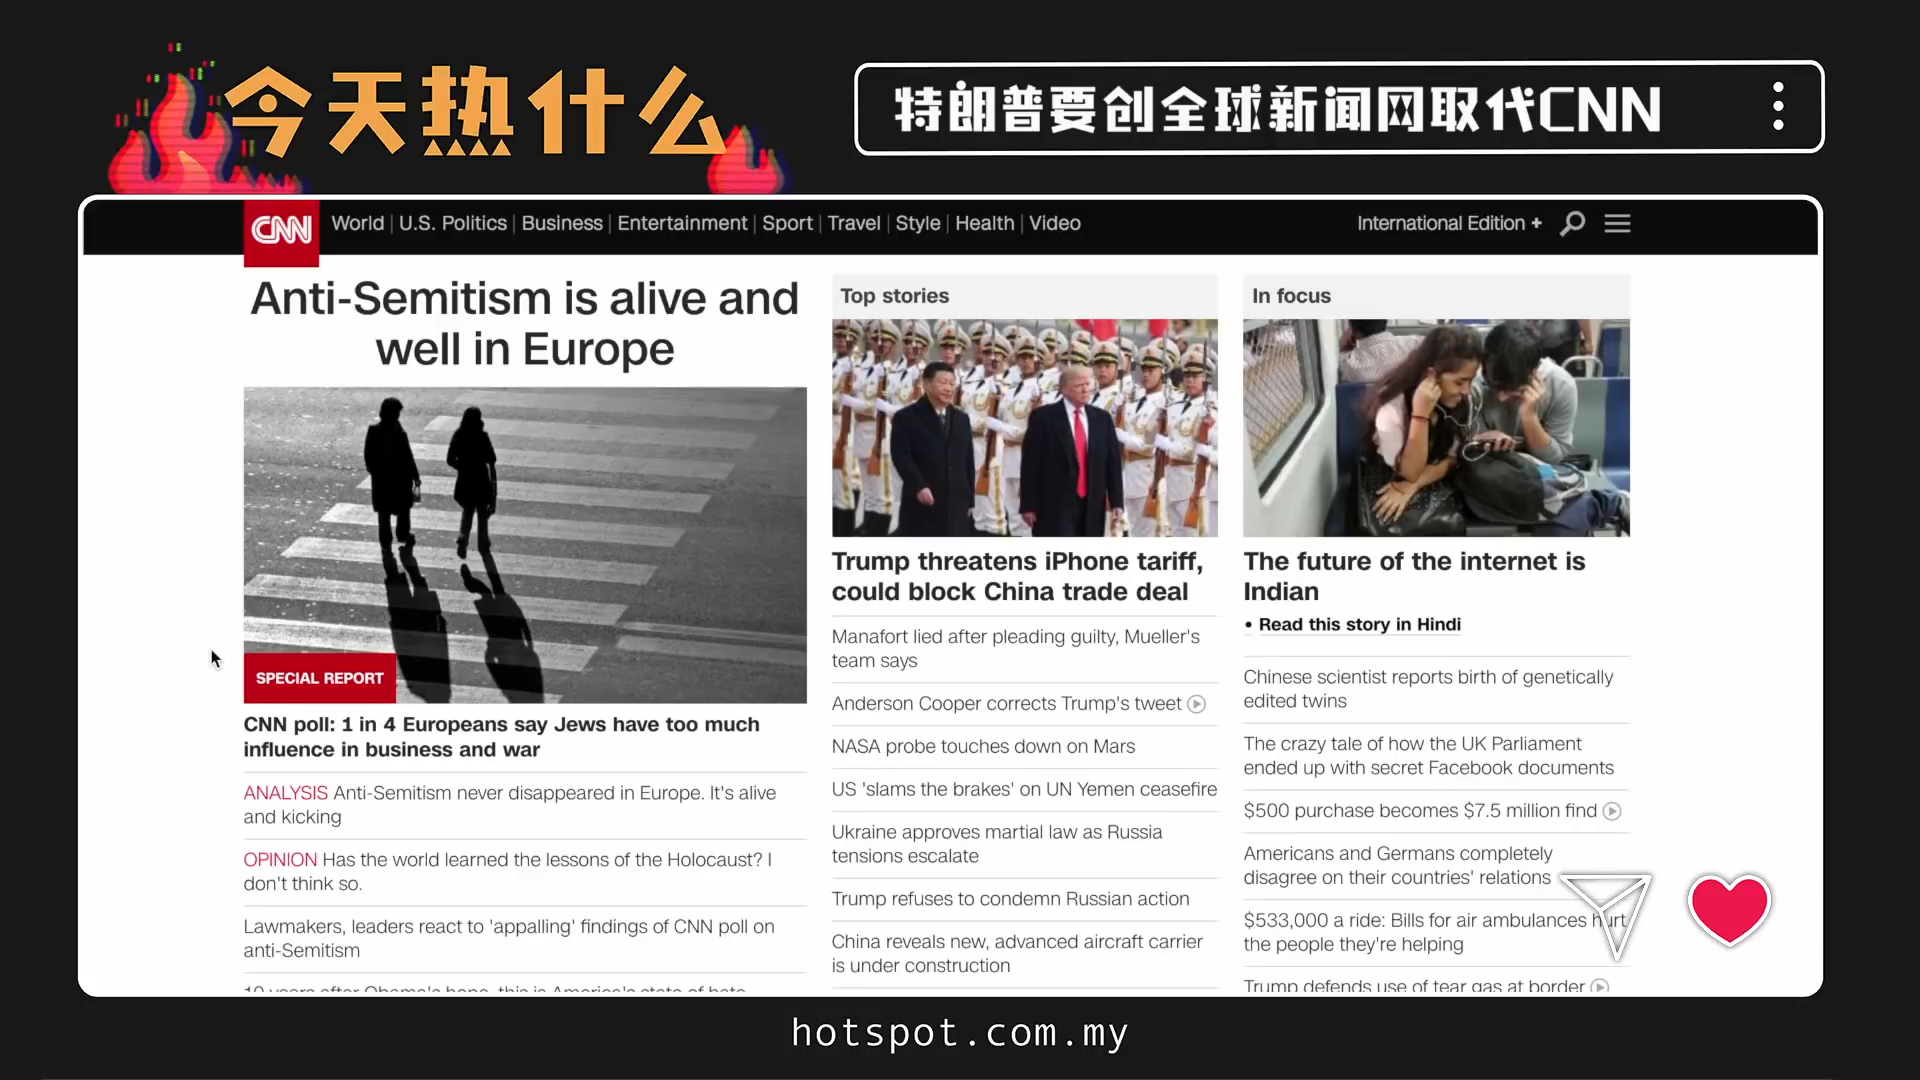 今天热什么
特朗普要创全球新闻网取代CNN
CNN World U.S. Politics Business Entertainment Sport Travel Style Health Video International Edition +
Anti-Semitism is alive and
well in Europe
SPECIAL REPORT
CNN poll: 1 in 4 Europeans say Jews have too much
influence in business and war
ANALYSIS Anti-Semitism never disappeared in Europe. It's alive
and kicking
OPINION Has the world learned the lessons of the Holocaust? I
don't think so.
Lawmakers, leaders react to 'appalling' findings of CNN poll on
anti-Semitism
10 years after Obama's hope, this is America's state of hate
Top stories
Trump threatens iPhone tariff,
could block China trade deal
Manafort lied after pleading guilty, Mueller's
team says
Anderson Cooper corrects Trump's tweet
NASA probe touches down on Mars
US 'slams the brakes' on UN Yemen ceasefire
Ukraine approves martial law as Russia
tensions escalate
Trump refuses to condemn Russian action
China reveals new, advanced aircraft carrier
is under construction
In focus
The future of the internet is
Indian
• Read this story in Hindi
Chinese scientist reports birth of genetically
edited twins
The crazy tale of how the UK Parliament
ended up with secret Facebook documents
$500 purchase becomes $7.5 million find
Americans and Germans completely
disagree on their countries' relations
$533,000 a ride: Bills for air ambulances hurt
the people they're helping
Trump defends use of tear gas at border
hotspot.com.my